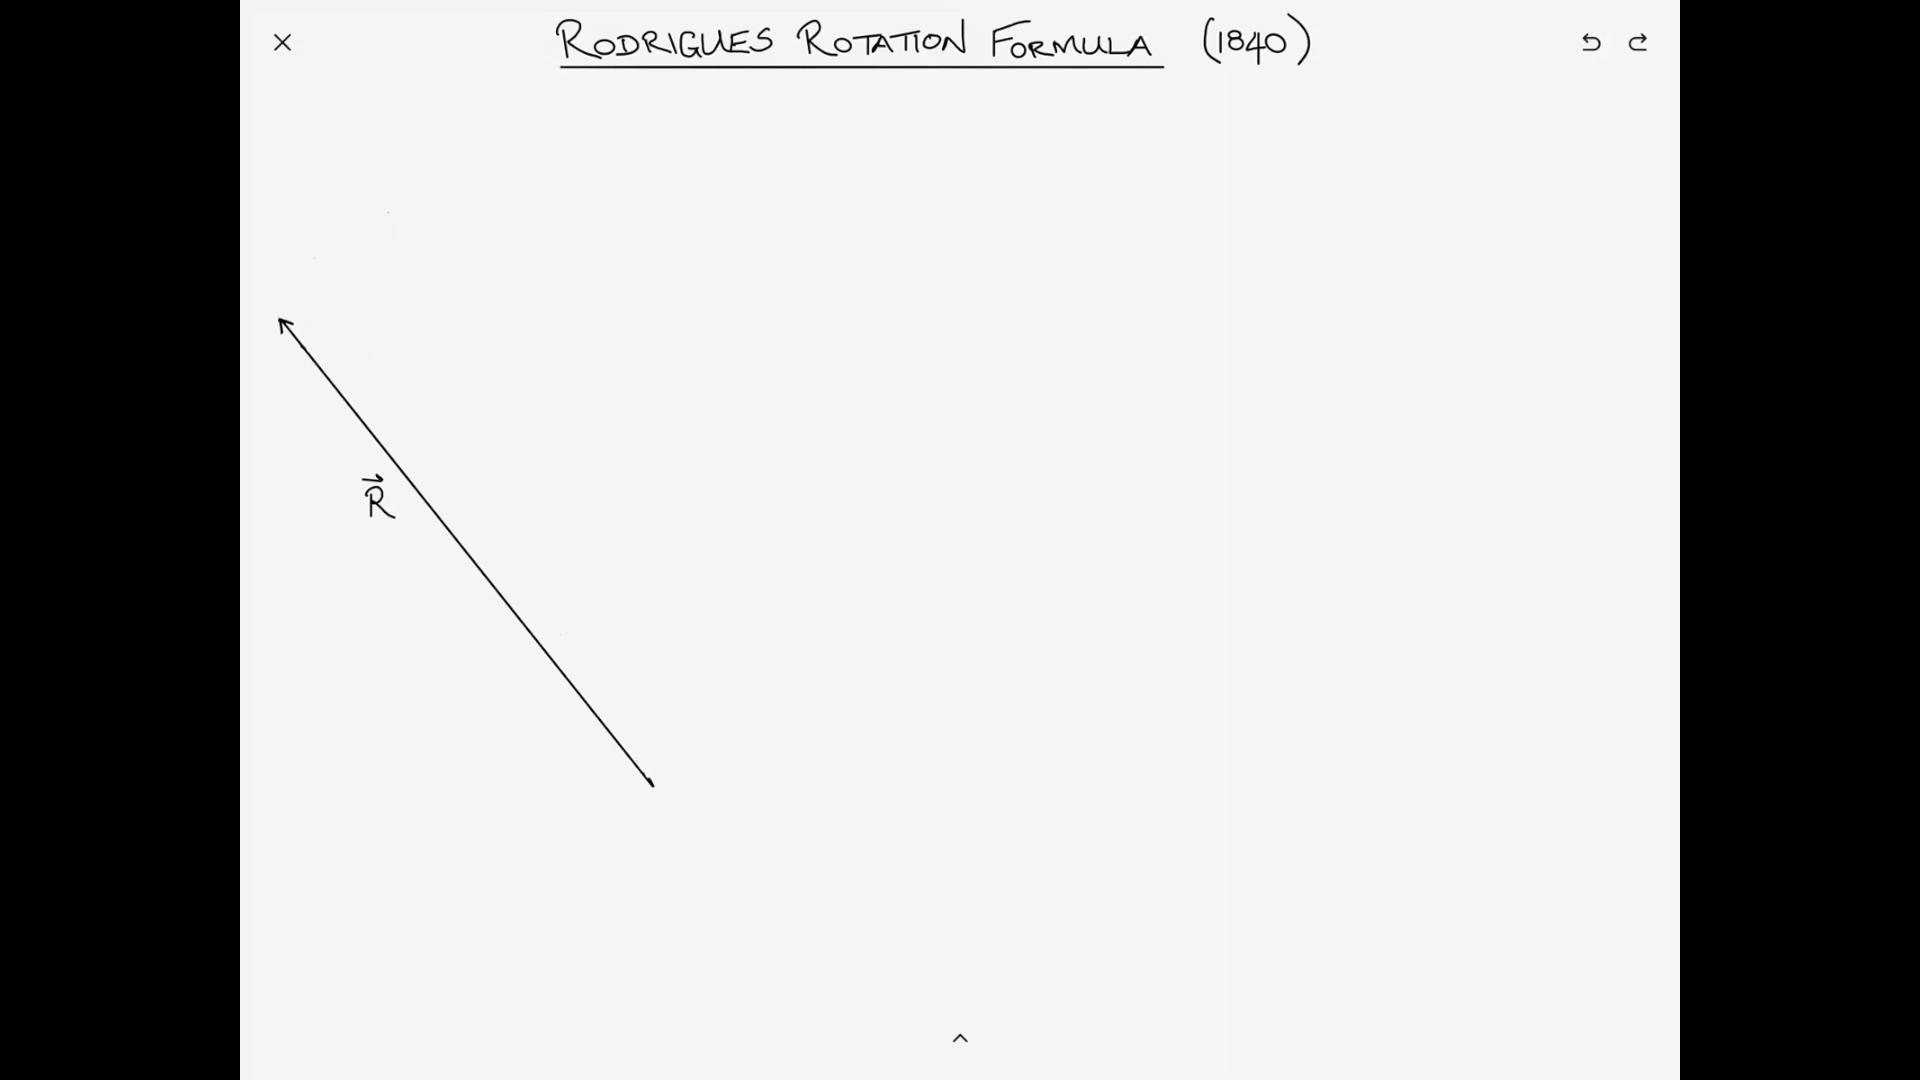 RODRIGUES ROTATION FORMULA (1840)
R⃗